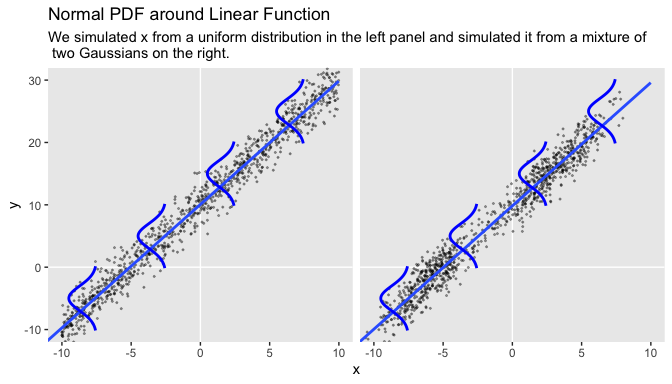 Normal PDF around Linear Function
We simulated x from a uniform distribution in the left panel and simulated it from a mixture of
two Gaussians on the right.
30
20
10
0
-10
y
-10 -5 0 5 10 -10 -5 0 5 10
x